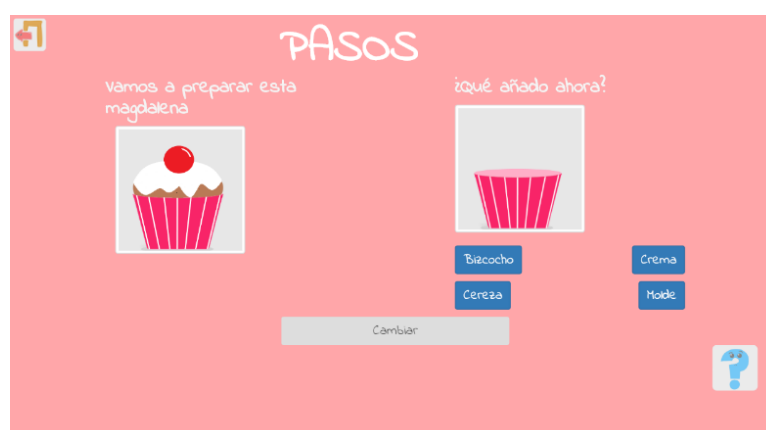 PASOS
Vamos a preparar esta
magdalena
¿Qué añado ahora?
Bizcocho
Crema
Cereza
Molde
Cambiar
?